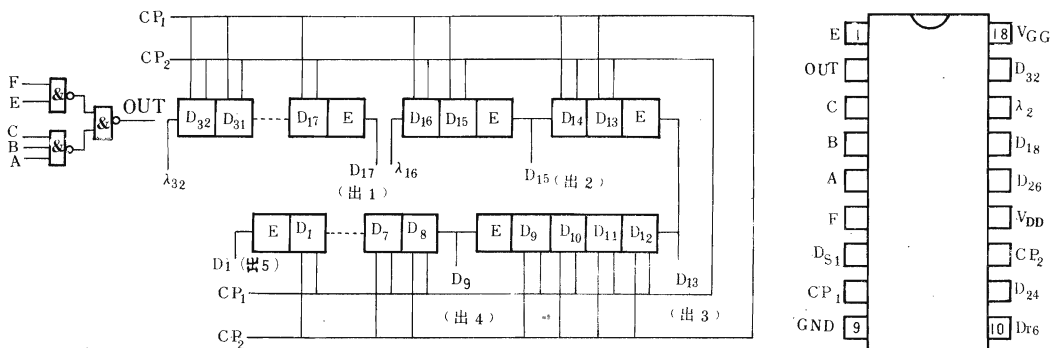 CP1
CP2
F
E
&
&
&
OUT
C
B
A
D32 D31 D17 E
D16 D15 E
D14 D13 E
λ32
D17
(出1)
λ16
D15 (出2)
E D1 D7 D8
E D9 D10 D11 D12
D1
D9
D13
CP1
(出4)
(出3)
CP2
E 1 18 VGG
OUT D32
C λ2
B D18
A D26
F VDD
DS1 CP2
CP1 D24
GND 9 10 Dr6